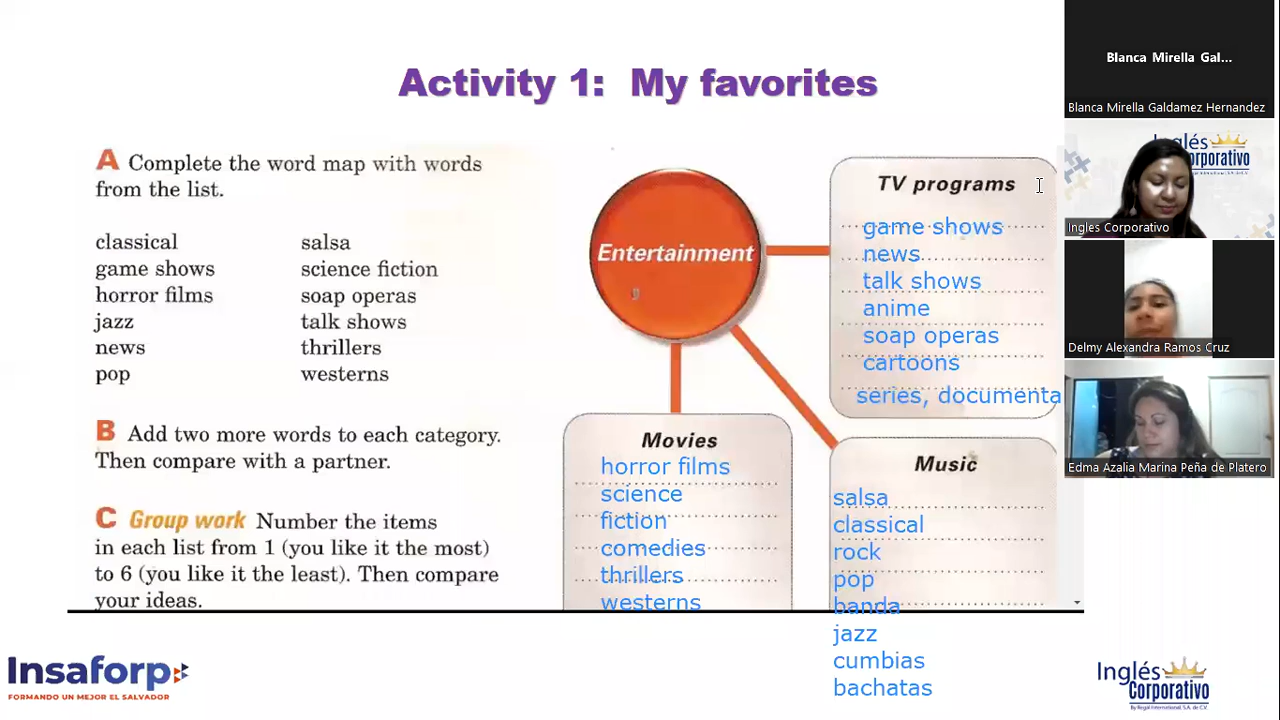 Activity 1: My favorites
A Complete the word map with words
from the list.
classical
game shows
horror films
jazz
news
pop
salsa
science fiction
soap operas
talk shows
thrillers
westerns
B Add two more words to each category.
Then compare with a partner.
C Group work Number the items
in each list from 1 (you like it the most)
to 6 (you like it the least). Then compare
your ideas.
Entertainment
TV programs
game shows
news
talk shows
anime
soap operas
cartoons
series, documenta
Movies
horror films
science
fiction
comedies
thrillers
westerns
Music
salsa
classical
rock
pop
banda
jazz
cumbias
bachatas
Blanca Mirella Gal...
Blanca Mirella Galdamez Hernandez
Inglés
Corporativo
Ingles Corporativo
Delmy Alexandra Ramos Cruz
Edma Azalia Marina Peña de Platero
Insaforp
FORMANDO UN MEJOR EL SALVADOR
Inglés
Corporativo
By Regal International, S.A. de C.V.